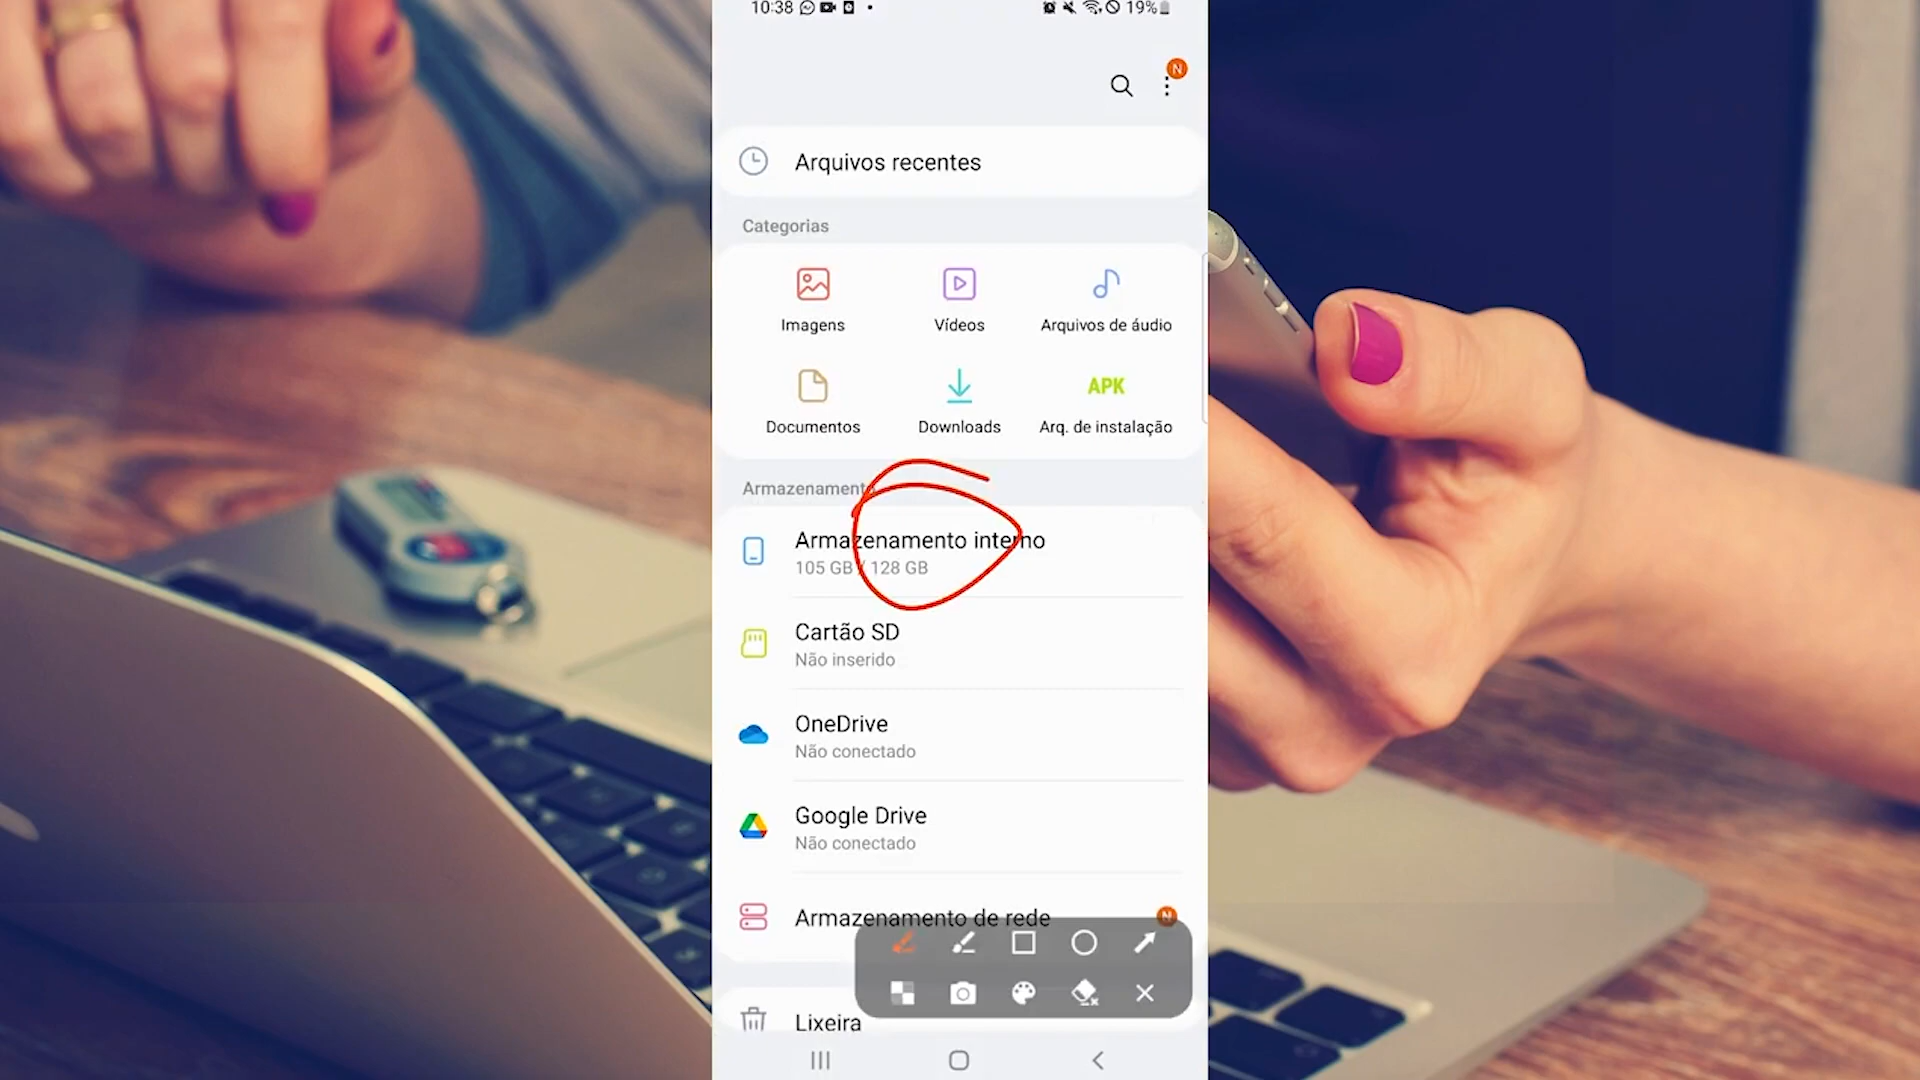 10:38
19%
N
Arquivos recentes
Categorias
Imagens
Vídeos
Arquivos de áudio
APK
Documentos
Downloads
Arq. de instalação
Armazenamento
Armazenamento interno
105 GB / 128 GB
Cartão SD
Não inserido
OneDrive
Não conectado
Google Drive
Não conectado
Armazenamento de rede
N
Lixeira